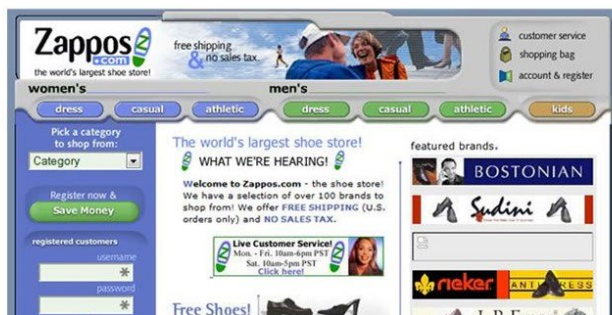 Zappos
.com
the world's largest shoe store!
free shipping
& no sales tax
customer service
shopping bag
account & register
women's
men's
dress
casual
athletic
dress
casual
athletic
kids
Pick a category
to shop from:
Category
Register now &
Save Money
registered customers
username
password
The world's largest shoe store!
WHAT WE'RE HEARING!
Welcome to Zappos.com - the shoe store!
We have a selection of over 100 brands to
shop from! We offer FREE SHIPPING (U.S.
orders only) and NO SALES TAX.
Live Customer Service!
Mon. - Fri. 10am-6pm PST
Sat. 10am-5pm PST
Click here!
Free Shoes!
featured brands.
BOSTONIAN
Sudini
rieker